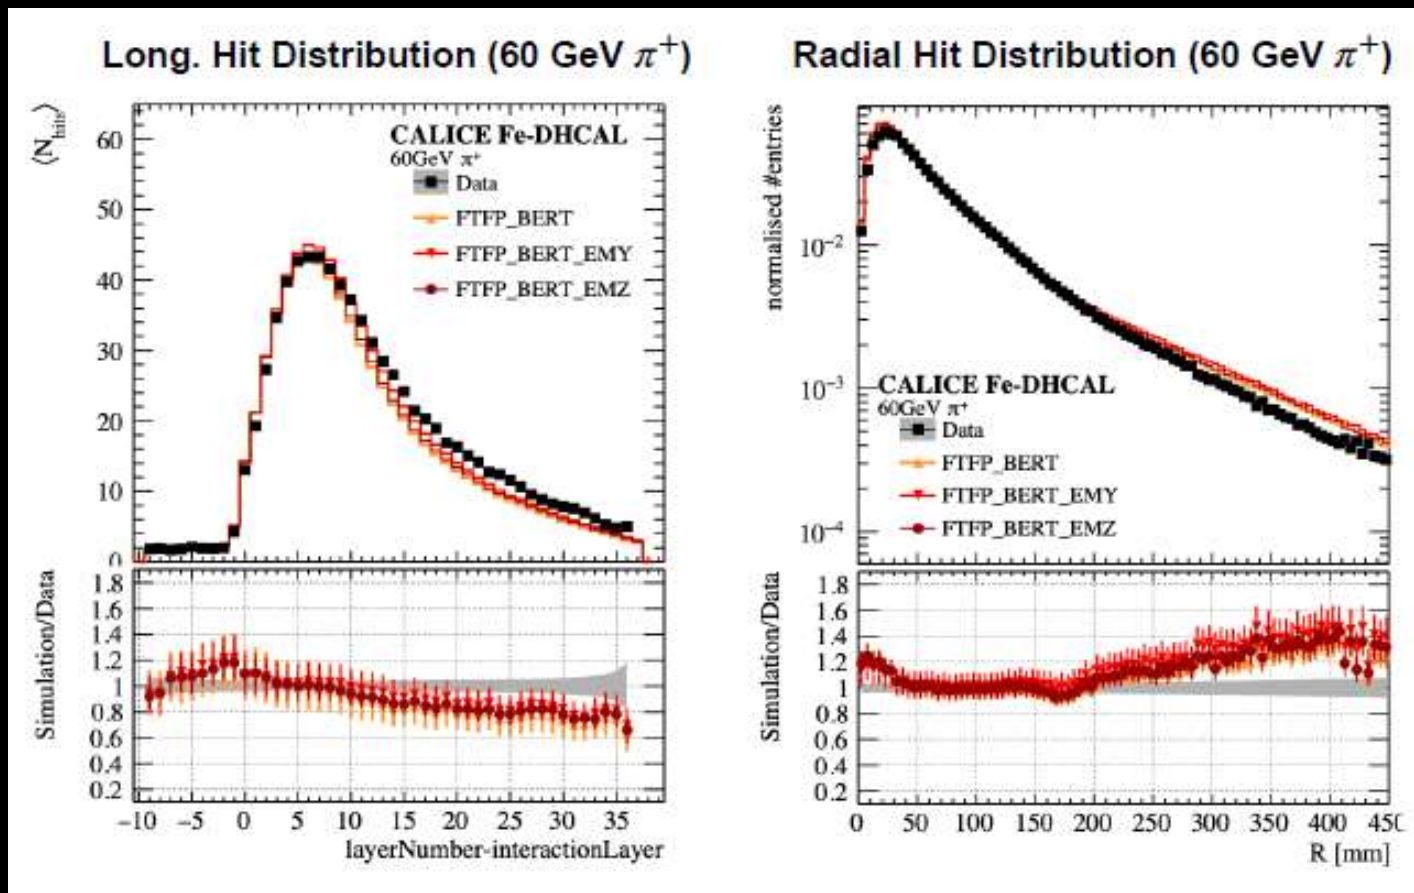 Long. Hit Distribution (60 GeV π⁺)
⟨N_hits⟩
60
50
40
30
20
10
0
CALICE Fe-DHCAL
60GeV π⁺
Data
FTFP_BERT
FTFP_BERT_EMY
FTFP_BERT_EMZ
Simulation/Data
1.8
1.6
1.4
1.2
1
0.8
0.6
0.4
0.2
−10 −5 0 5 10 15 20 25 30 35
layerNumber-interactionLayer
Radial Hit Distribution (60 GeV π⁺)
normalised #entries
10⁻²
10⁻³
10⁻⁴
CALICE Fe-DHCAL
60GeV π⁺
Data
FTFP_BERT
FTFP_BERT_EMY
FTFP_BERT_EMZ
Simulation/Data
1.8
1.6
1.4
1.2
1
0.8
0.6
0.4
0.2
0 50 100 150 200 250 300 350 400 450
R [mm]